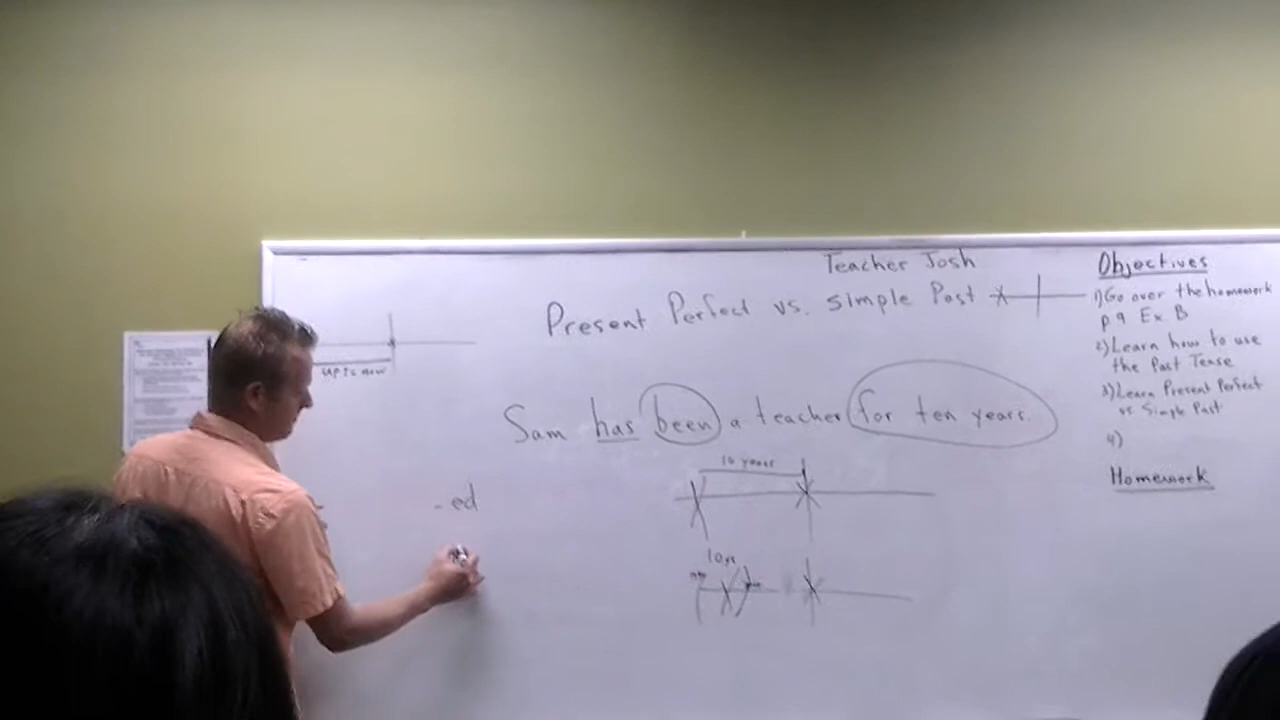 Teacher Josh
Present Perfect vs. simple Past
up to now
Sam has been a teacher for ten years.
10 years
- ed
10 yr
Objectives
1) Go over the homework
p 9 Ex B
2) Learn how to use
the Past Tense
3) Learn Present Perfect
vs Simple Past
4)
Homework